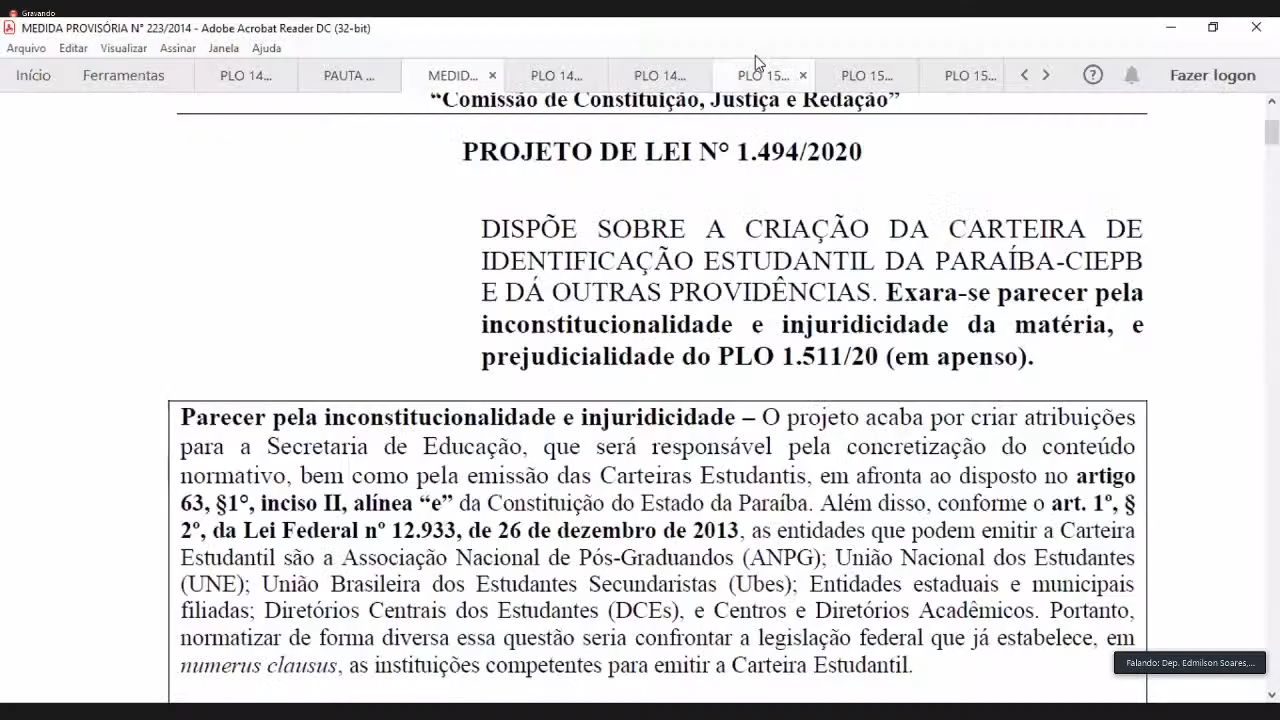 Gravando
MEDIDA PROVISÓRIA N° 223/2014 - Adobe Acrobat Reader DC (32-bit)
Arquivo Editar Visualizar Assinar Janela Ajuda
Início Ferramentas PLO 14... PAUTA ... MEDID... × PLO 14... PLO 14... PLO 15... × PLO 15... PLO 15... Fazer logon
“Comissão de Constituição, Justiça e Redação”
PROJETO DE LEI N° 1.494/2020
DISPÕE SOBRE A CRIAÇÃO DA CARTEIRA DE
IDENTIFICAÇÃO ESTUDANTIL DA PARAÍBA-CIEPB
E DÁ OUTRAS PROVIDÊNCIAS. Exara-se parecer pela
inconstitucionalidade e injuridicidade da matéria, e
prejudicialidade do PLO 1.511/20 (em apenso).
Parecer pela inconstitucionalidade e injuridicidade – O projeto acaba por criar atribuições
para a Secretaria de Educação, que será responsável pela concretização do conteúdo
normativo, bem como pela emissão das Carteiras Estudantis, em afronta ao disposto no artigo
63, §1°, inciso II, alínea “e” da Constituição do Estado da Paraíba. Além disso, conforme o art. 1º, §
2º, da Lei Federal nº 12.933, de 26 de dezembro de 2013, as entidades que podem emitir a Carteira
Estudantil são a Associação Nacional de Pós-Graduandos (ANPG); União Nacional dos Estudantes
(UNE); União Brasileira dos Estudantes Secundaristas (Ubes); Entidades estaduais e municipais
filiadas; Diretórios Centrais dos Estudantes (DCEs), e Centros e Diretórios Acadêmicos. Portanto,
normatizar de forma diversa essa questão seria confrontar a legislação federal que já estabelece, em
numerus clausus, as instituições competentes para emitir a Carteira Estudantil.
Falando: Dep. Edmilson Soares,...